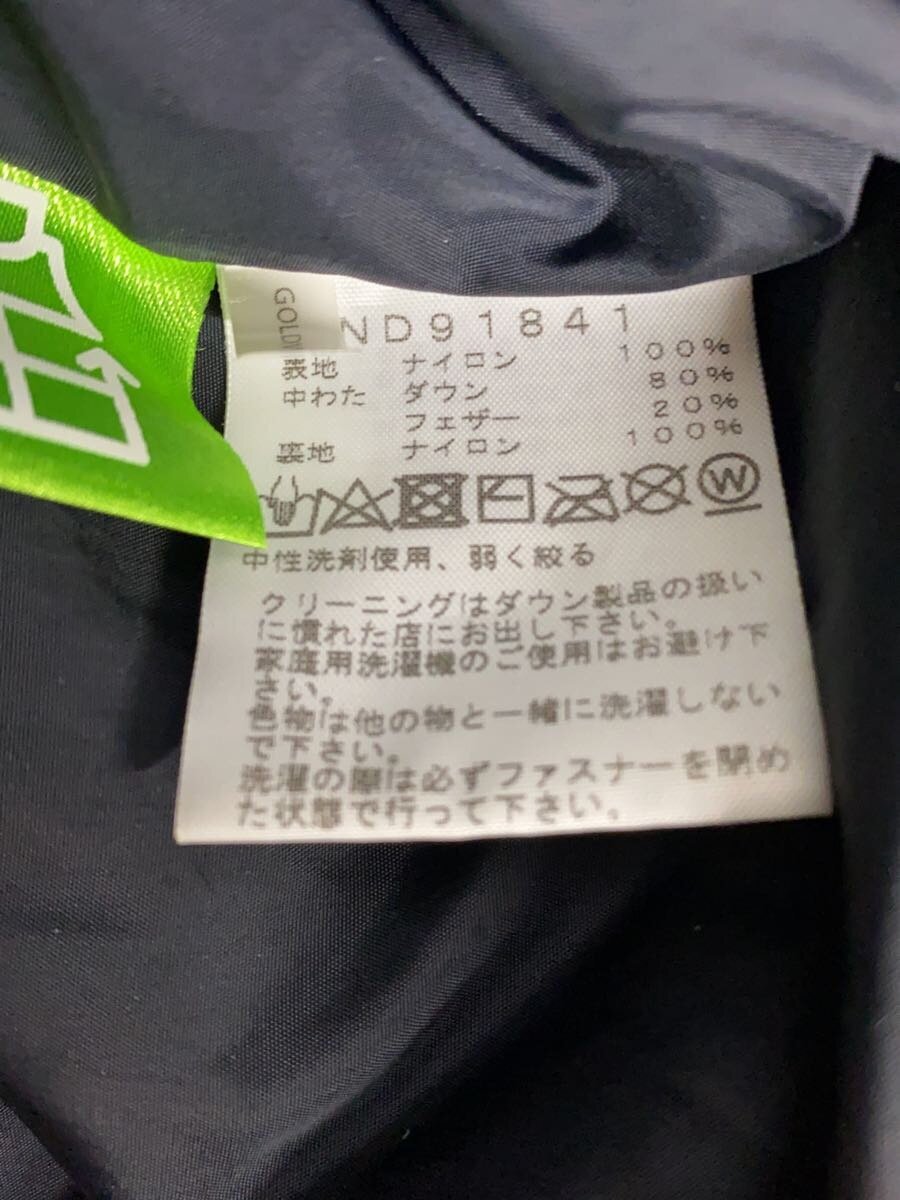 ND91841
表地 ナイロン 100%
中わた ダウン 80%
フェザー 20%
裏地 ナイロン 100%
W
中性洗剤使用、弱く絞る
クリーニングはダウン製品の扱い
に慣れた店にお出し下さい。
家庭用洗濯機のご使用はお避け下
さい。
色物は他の物と一緒に洗濯しない
で下さい。
洗濯の際は必ずファスナーを閉め
た状態で行って下さい。